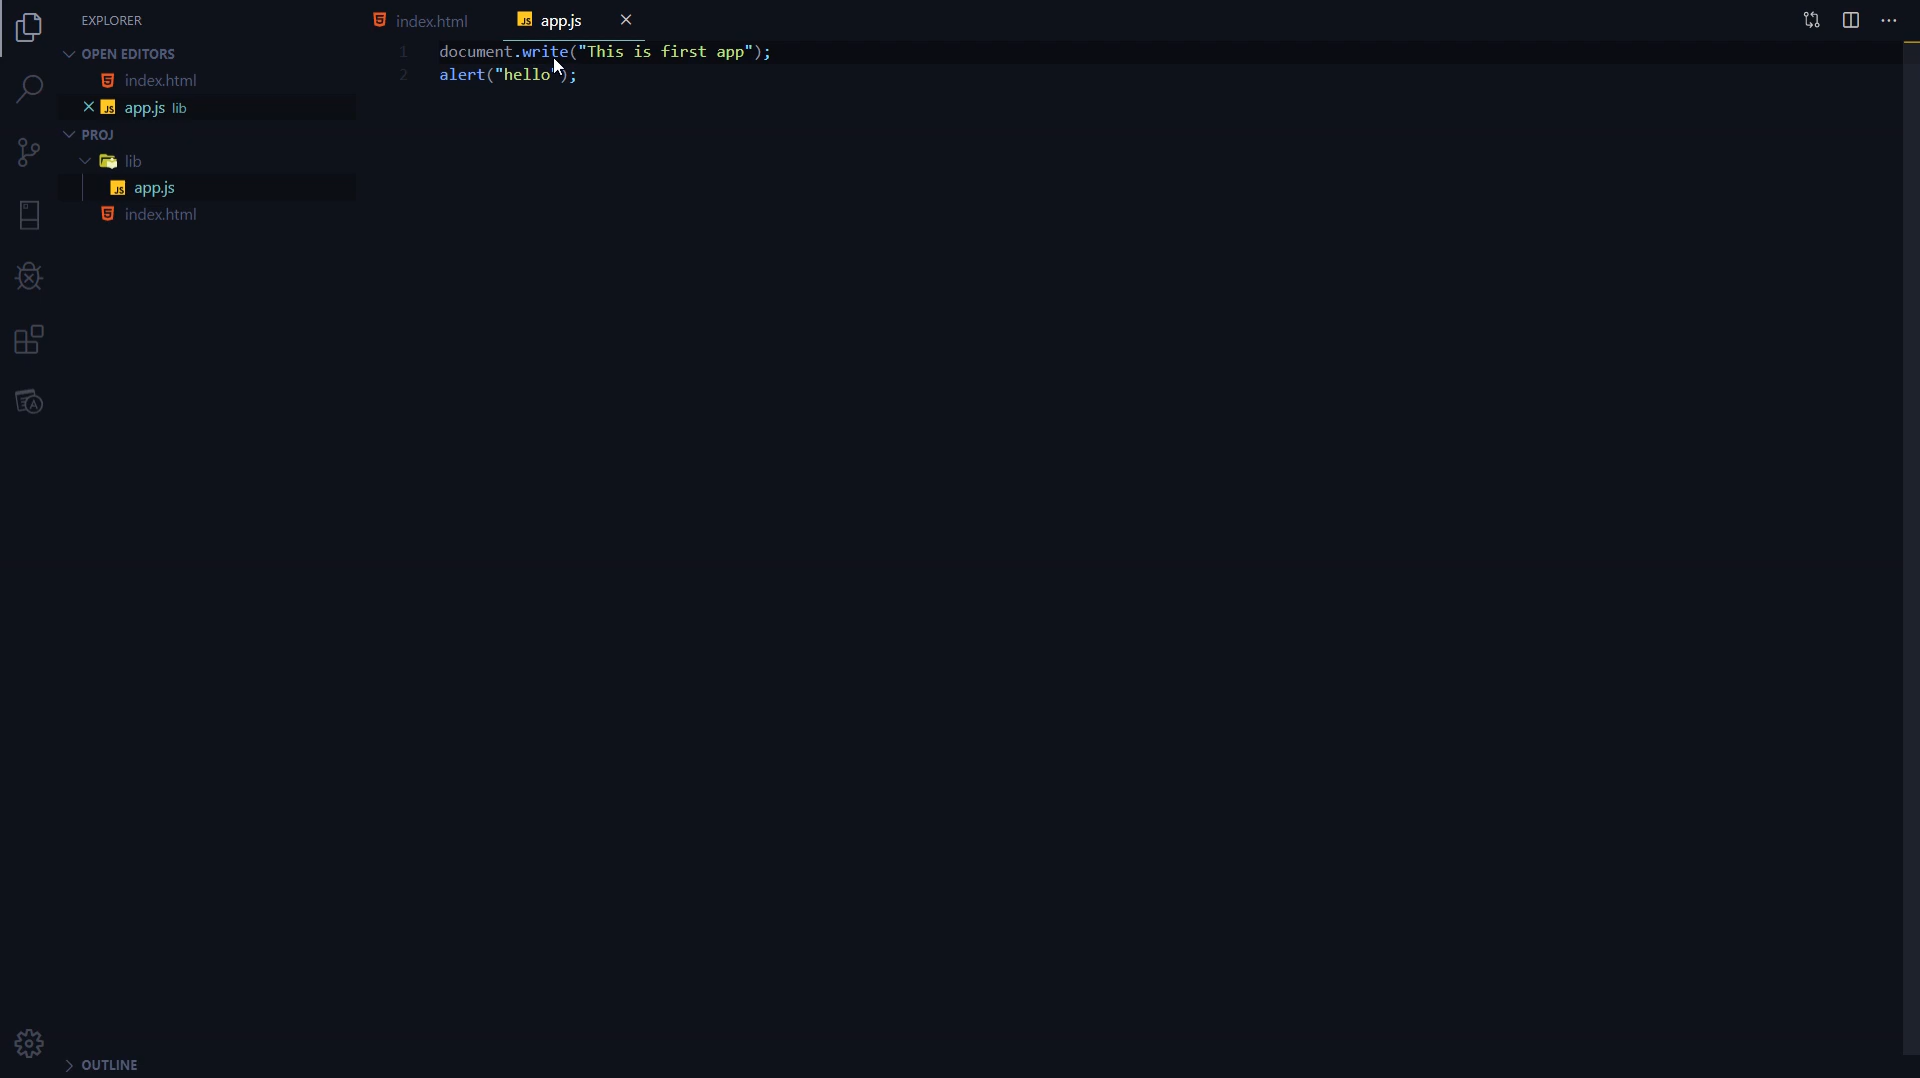 EXPLORER
OPEN EDITORS
index.html
app.js lib
PROJ
lib
app.js
index.html
OUTLINE
index.html app.js
1 document.write("This is first app");
2 alert("hello");